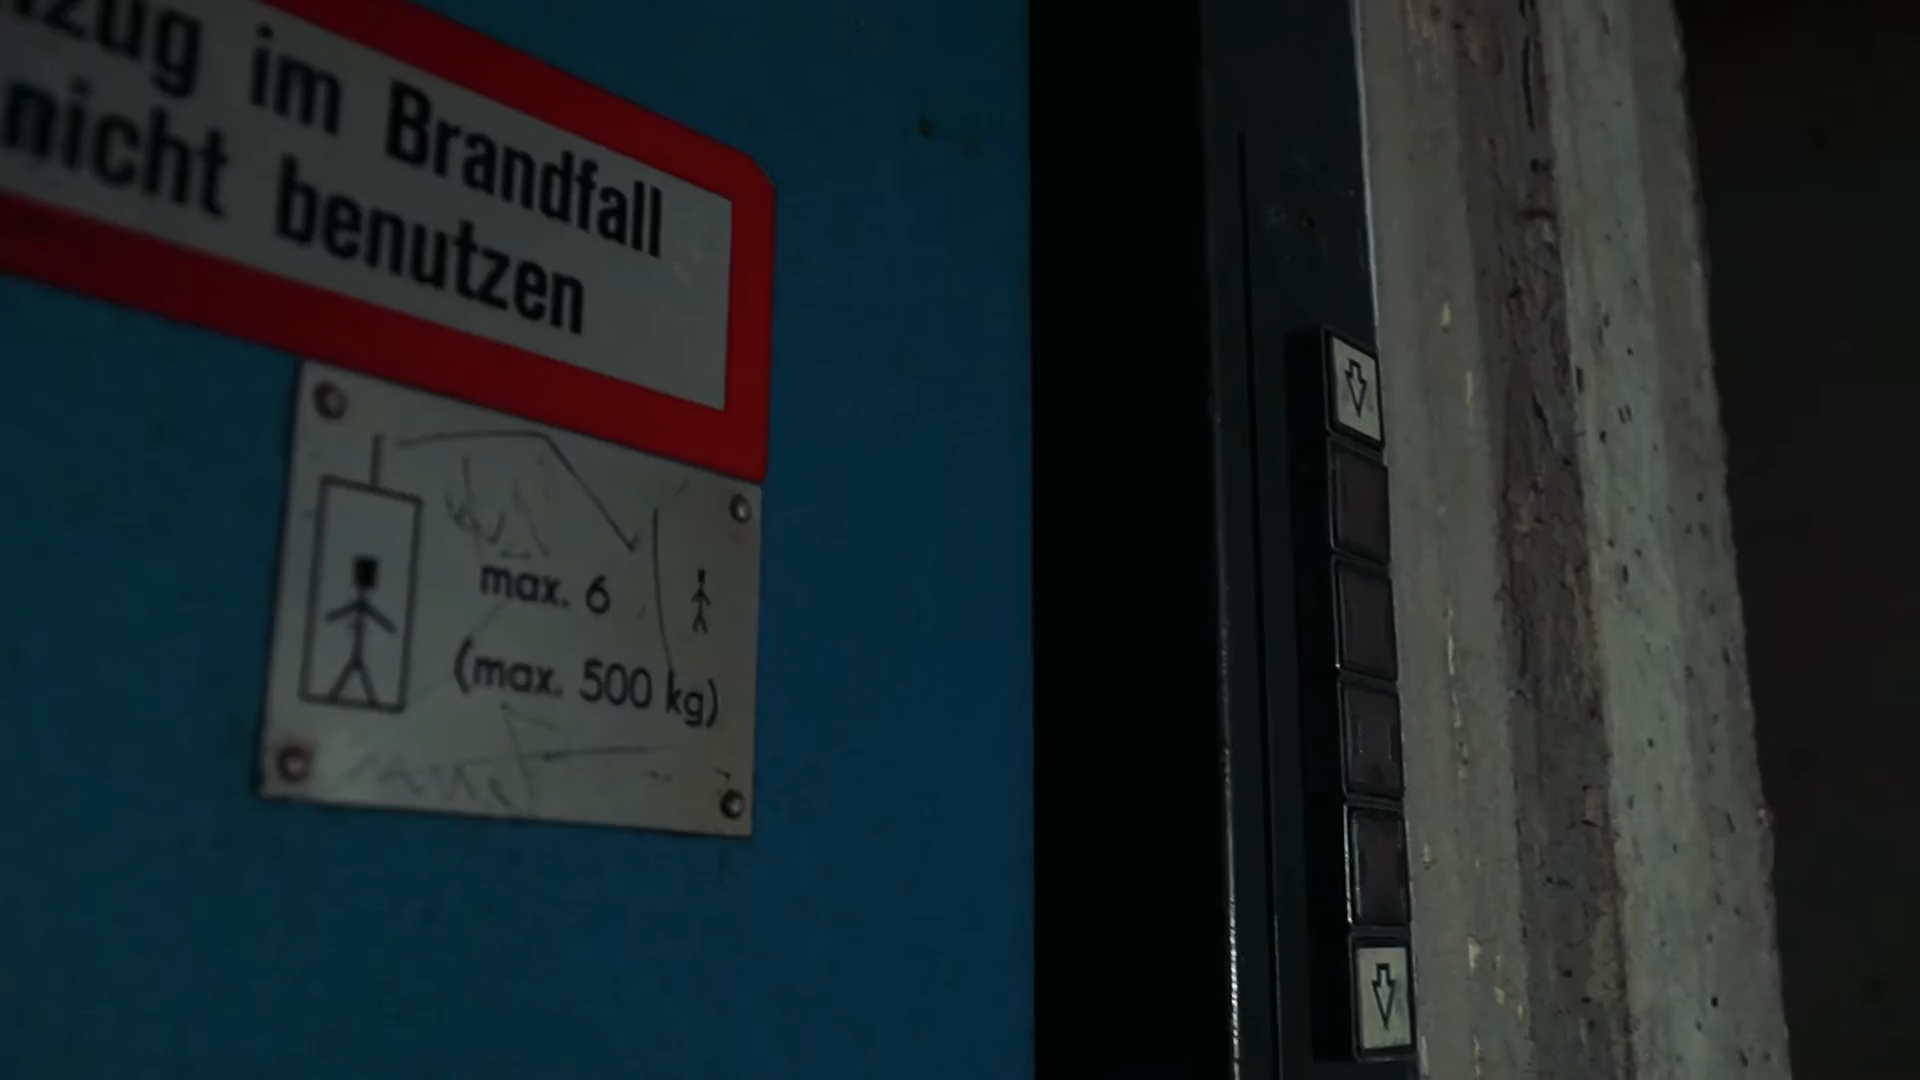 zug im Brandfall
nicht benutzen
max. 6
(max. 500 kg)